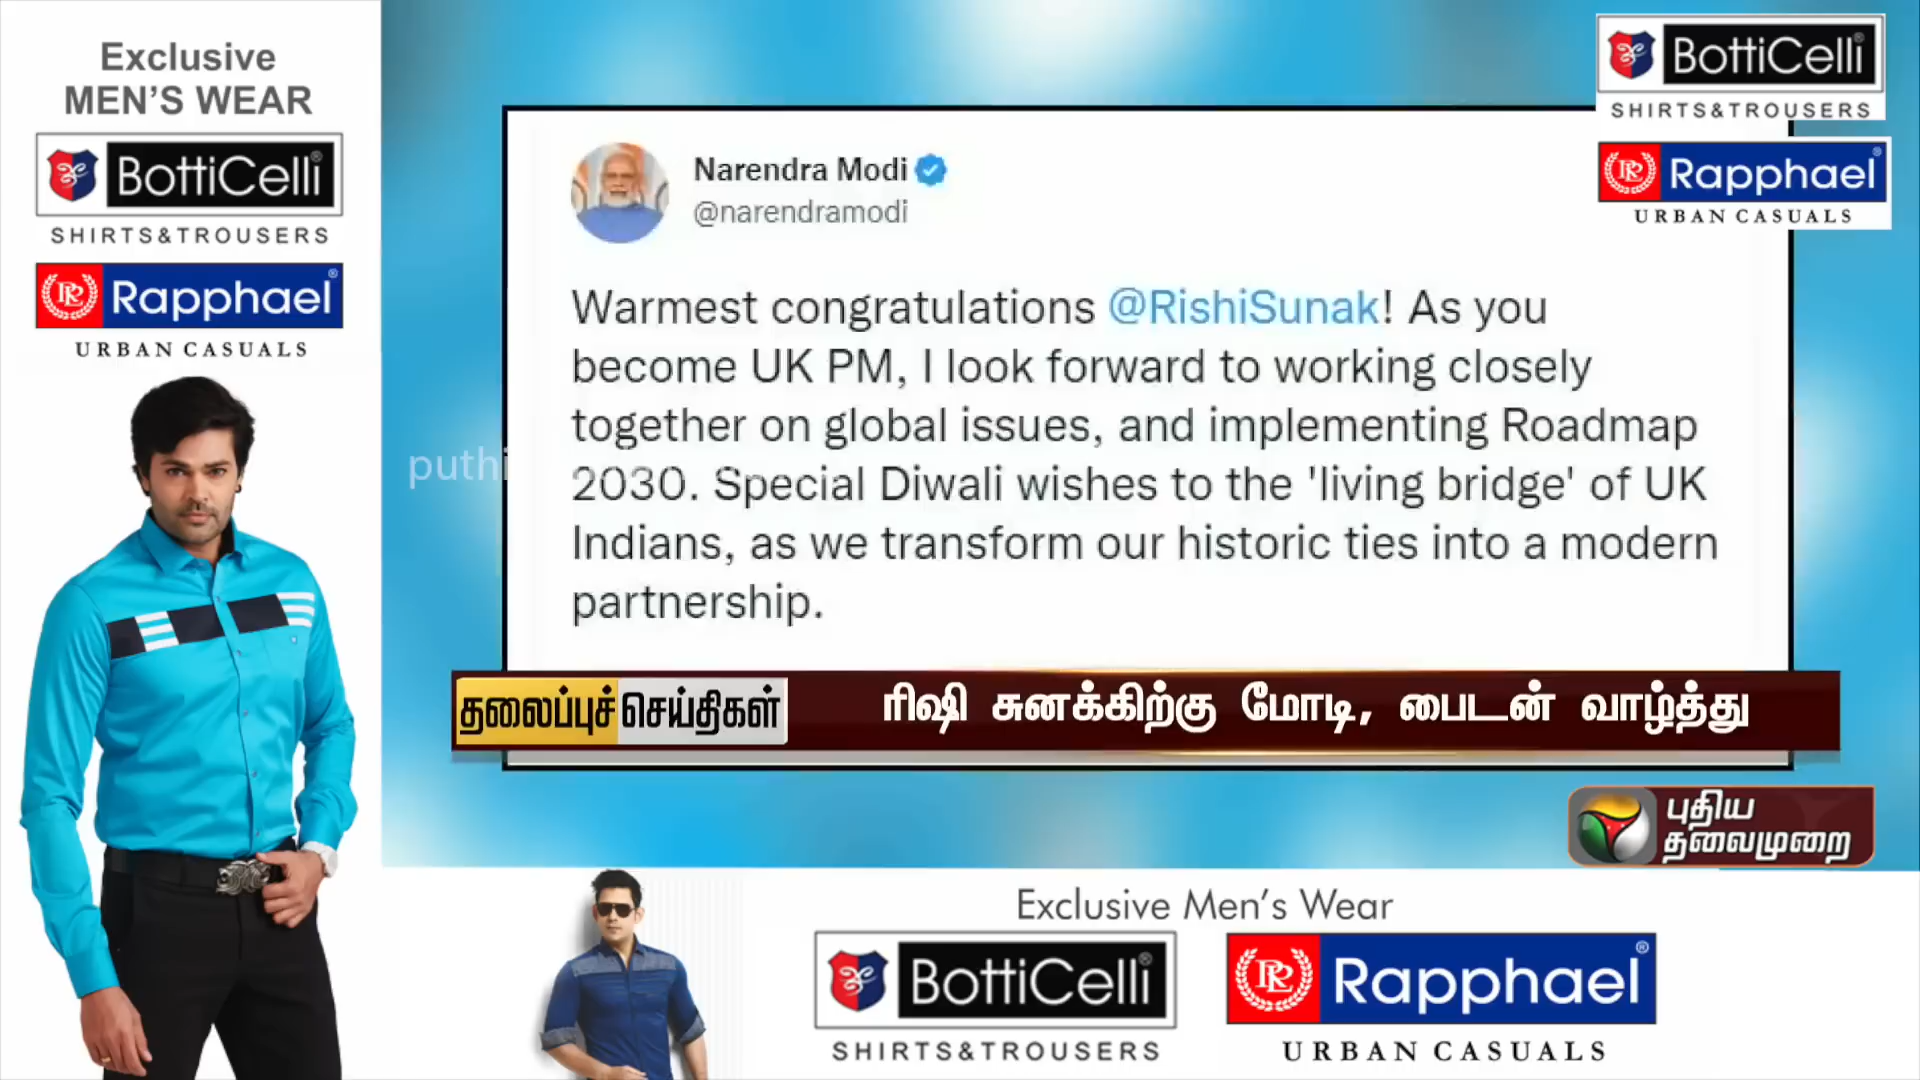 Exclusive
MEN'S WEAR
BottiCelli®
SHIRTS&TROUSERS
Rapphael®
URBAN CASUALS
BottiCelli®
SHIRTS&TROUSERS
Rapphael®
URBAN CASUALS
Narendra Modi
@narendramodi
Warmest congratulations @RishiSunak! As you
become UK PM, I look forward to working closely
together on global issues, and implementing Roadmap
2030. Special Diwali wishes to the 'living bridge' of UK
Indians, as we transform our historic ties into a modern
partnership.
தலைப்புச் செய்திகள்
ரிஷி சுனக்கிற்கு மோடி, பைடன் வாழ்த்து
புதிய
தலைமுறை
Exclusive Men's Wear
BottiCelli®
SHIRTS&TROUSERS
Rapphael®
URBAN CASUALS